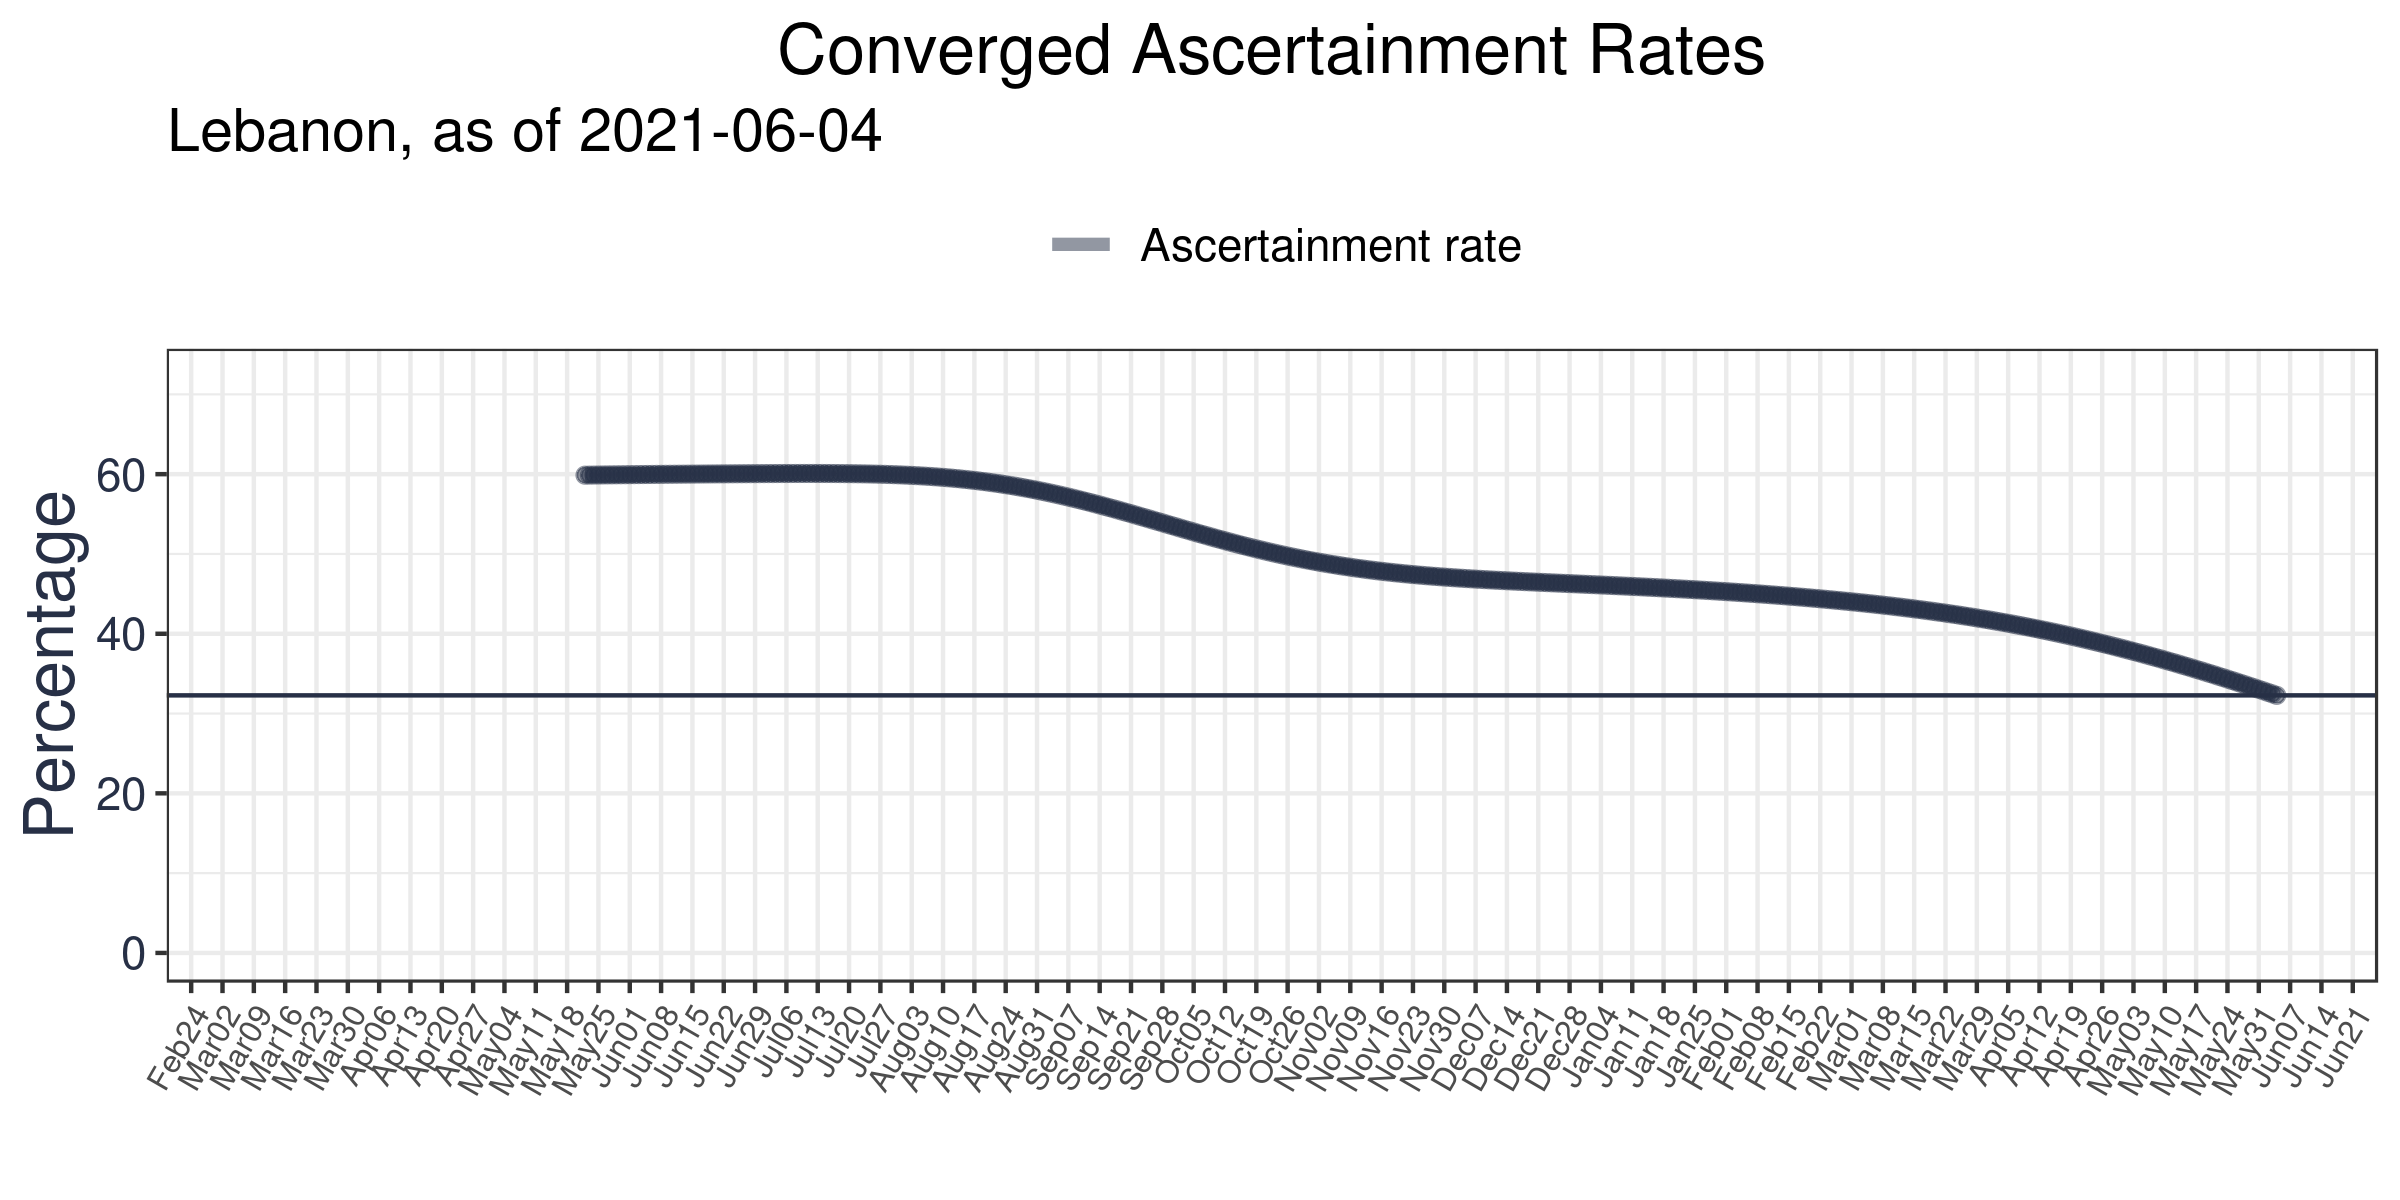 Converged Ascertainment Rates
Lebanon, as of 2021-06-04
Ascertainment rate
Percentage
60
40
20
0
Feb24 Mar02 Mar09 Mar16 Mar23 Mar30 Apr06 Apr13 Apr20 Apr27 May04 May11 May18 May25 Jun01 Jun08 Jun15 Jun22 Jun29 Jul06 Jul13 Jul20 Jul27 Aug03 Aug10 Aug17 Aug24 Aug31 Sep07 Sep14 Sep21 Sep28 Oct05 Oct12 Oct19 Oct26 Nov02 Nov09 Nov16 Nov23 Nov30 Dec07 Dec14 Dec21 Dec28 Jan04 Jan11 Jan18 Jan25 Feb01 Feb08 Feb15 Feb22 Mar01 Mar08 Mar15 Mar22 Mar29 Apr05 Apr12 Apr19 Apr26 May03 May10 May17 May24 May31 Jun07 Jun14 Jun21